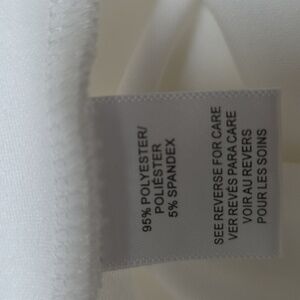 95% POLYESTER/
POLIÉSTER
5% SPANDEX
SEE REVERSE FOR CARE
VER REVÉS PARA CARE
VOIR AU REVERS
POUR LES SOINS